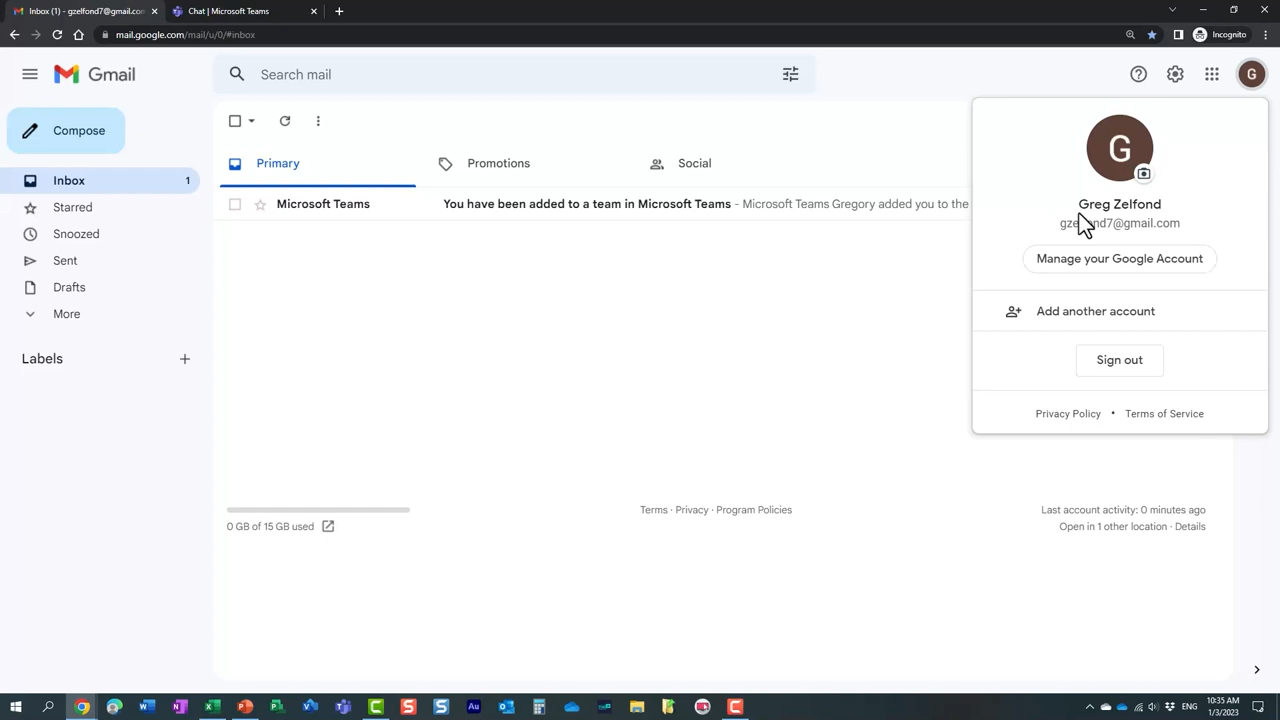 Inbox (1) - gzelfond7@gmail.com
Chat | Microsoft Teams
mail.google.com/mail/u/0/#inbox
Incognito
Gmail
Search mail
G
Compose
Inbox 1
Starred
Snoozed
Sent
Drafts
More
Labels
Primary
Promotions
Social
Microsoft Teams
You have been added to a team in Microsoft Teams - Microsoft Teams Gregory added you to the
G
Greg Zelfond
gzelfond7@gmail.com
Manage your Google Account
Add another account
Sign out
Privacy Policy • Terms of Service
0 GB of 15 GB used
Terms · Privacy · Program Policies
Last account activity: 0 minutes ago
Open in 1 other location · Details
ENG
10:35 AM
1/3/2023